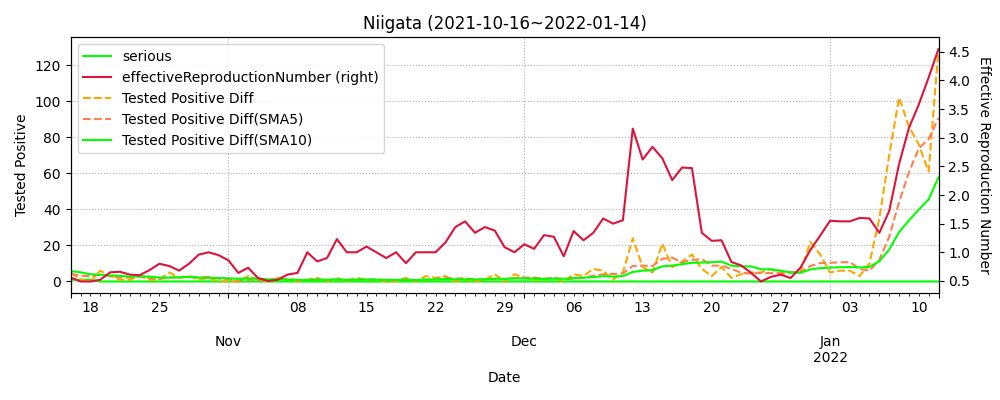 Niigata (2021-10-16~2022-01-14)
serious
effectiveReproductionNumber (right)
Tested Positive Diff
Tested Positive Diff(SMA5)
Tested Positive Diff(SMA10)
Tested Positive
120
100
80
60
40
20
0
4.5
4.0
3.5
3.0
2.5
2.0
1.5
1.0
0.5
Effective Reproduction Number
18 25 08 15 22 29 06 13 20 27 03 10
Nov Dec Jan
2022
Date